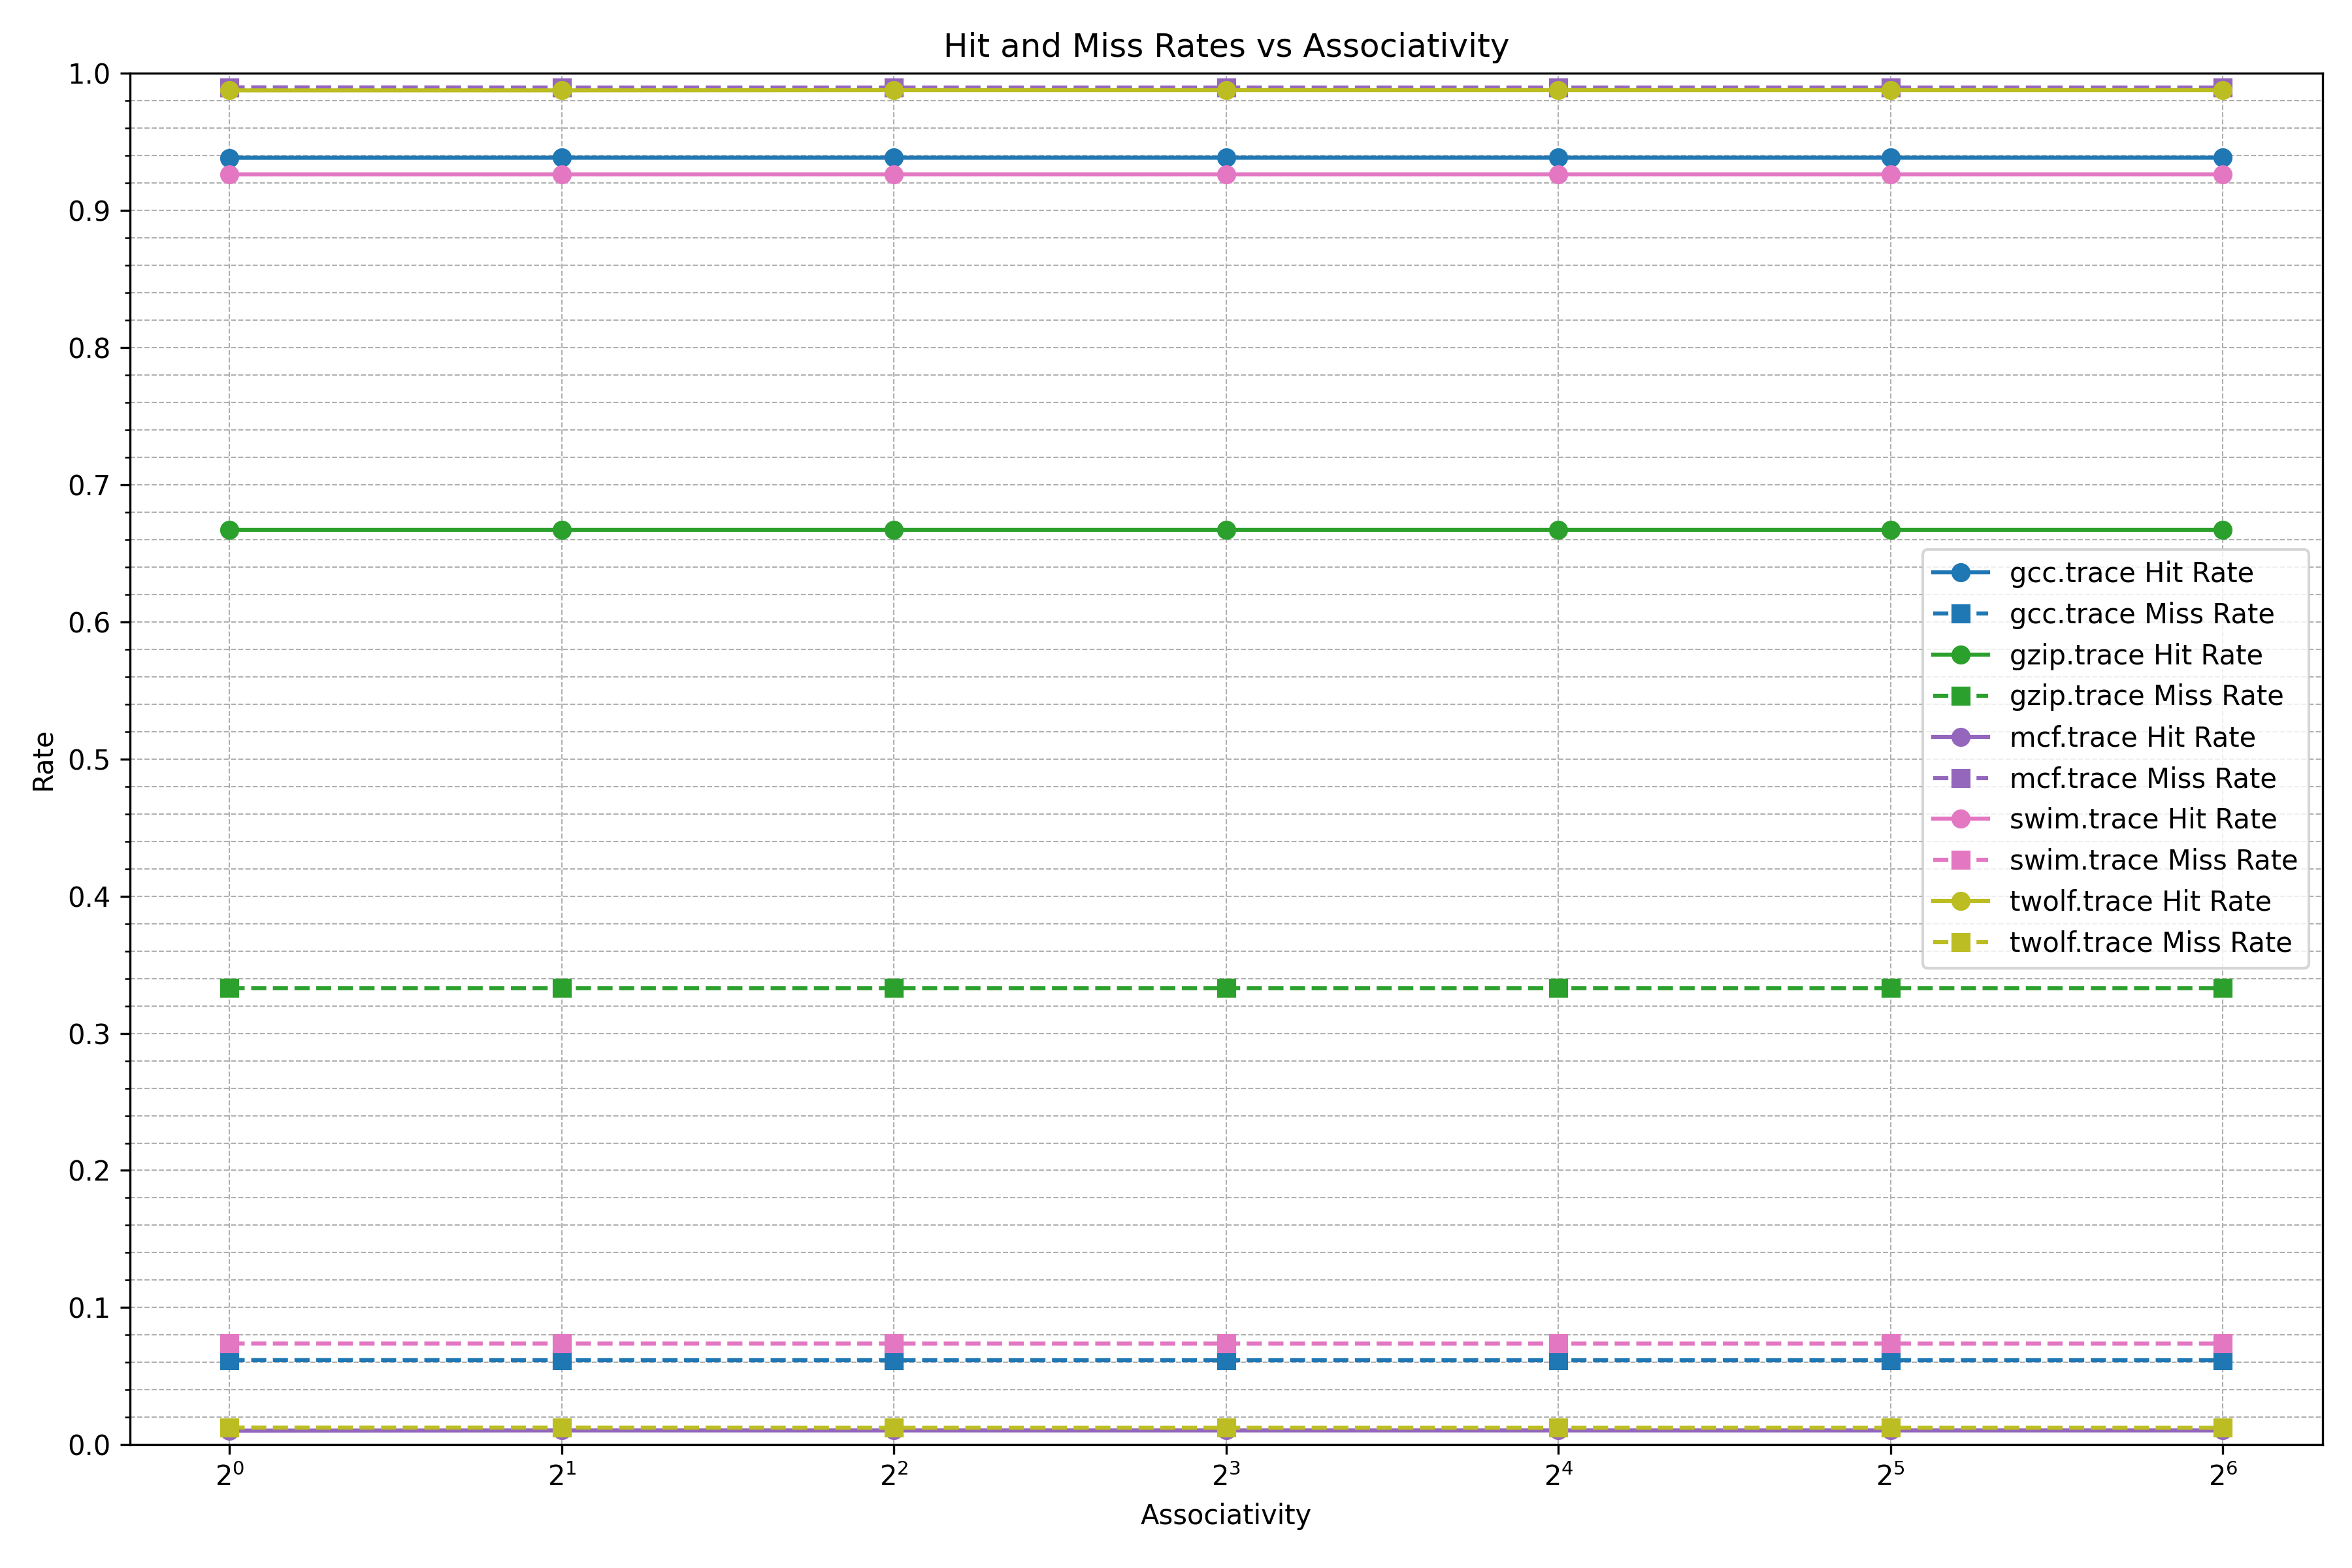 Hit and Miss Rates vs Associativity
1.0
0.9
0.8
0.7
0.6
0.5
0.4
0.3
0.2
0.1
0.0
Rate
gcc.trace Hit Rate
gcc.trace Miss Rate
gzip.trace Hit Rate
gzip.trace Miss Rate
mcf.trace Hit Rate
mcf.trace Miss Rate
swim.trace Hit Rate
swim.trace Miss Rate
twolf.trace Hit Rate
twolf.trace Miss Rate
2⁰ 2¹ 2² 2³ 2⁴ 2⁵ 2⁶
Associativity